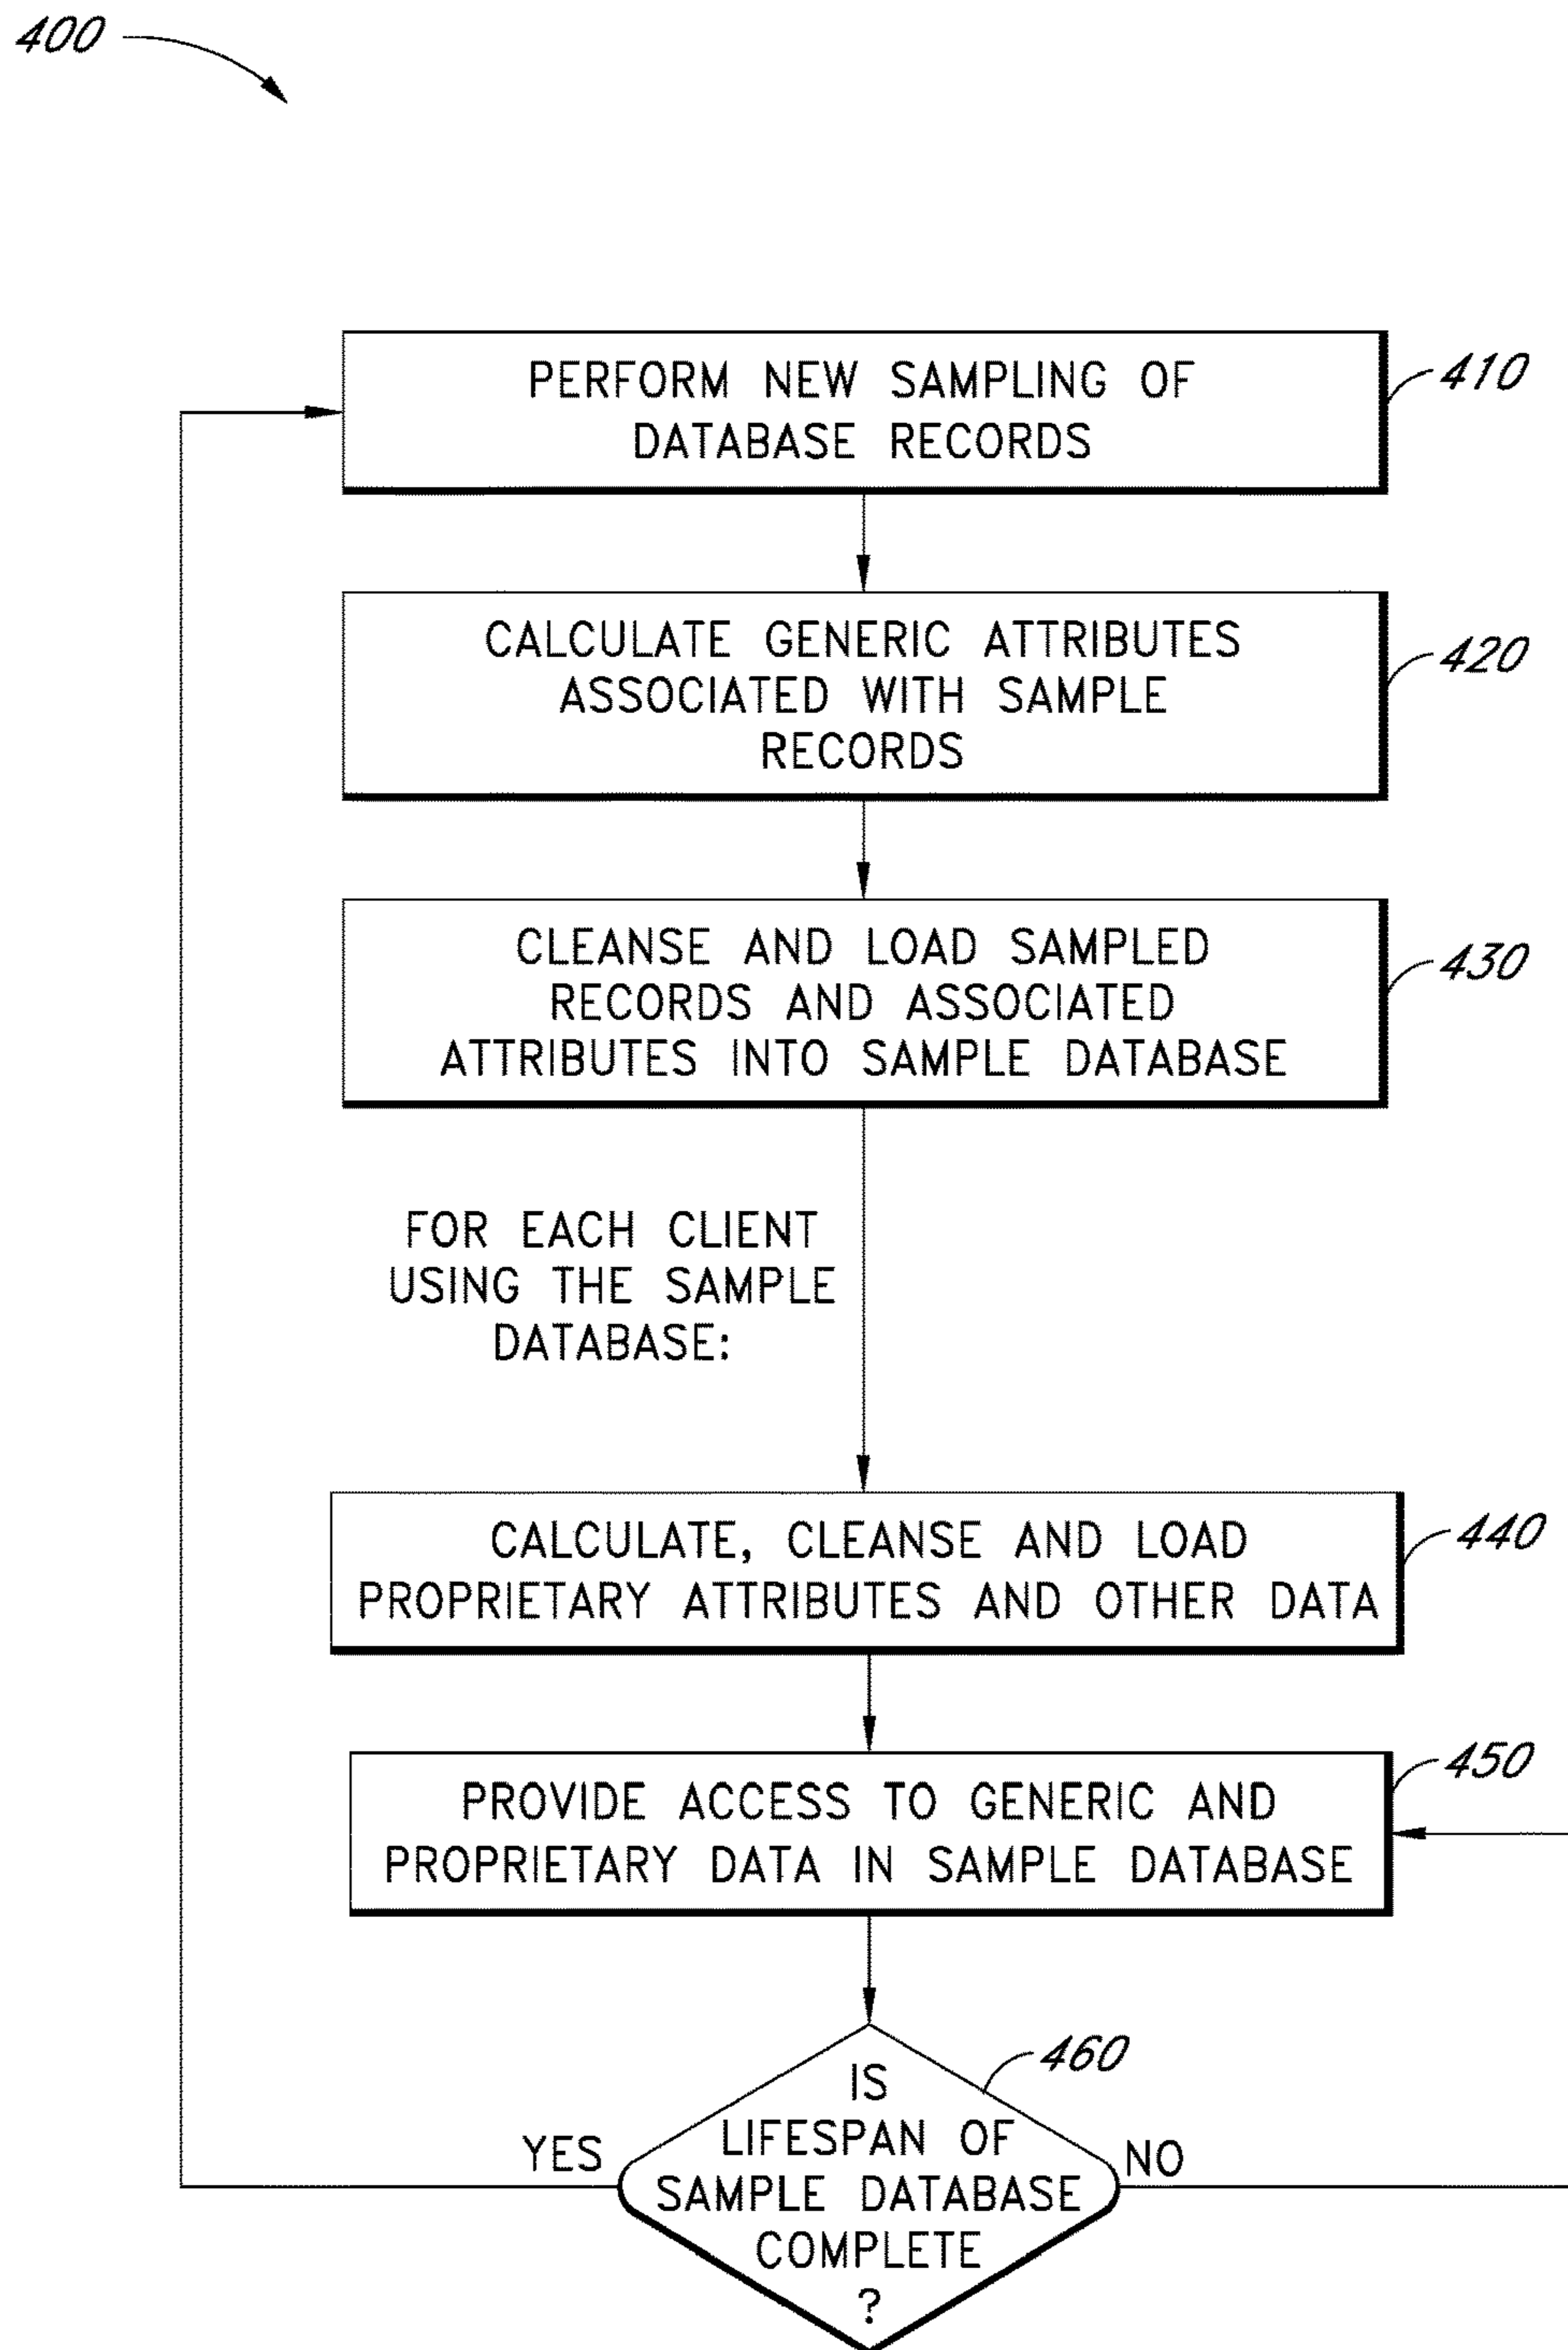 400
PERFORM NEW SAMPLING OF
DATABASE RECORDS
410
CALCULATE GENERIC ATTRIBUTES
ASSOCIATED WITH SAMPLE
RECORDS
420
CLEANSE AND LOAD SAMPLED
RECORDS AND ASSOCIATED
ATTRIBUTES INTO SAMPLE DATABASE
430
FOR EACH CLIENT
USING THE SAMPLE
DATABASE:
CALCULATE, CLEANSE AND LOAD
PROPRIETARY ATTRIBUTES AND OTHER DATA
440
PROVIDE ACCESS TO GENERIC AND
PROPRIETARY DATA IN SAMPLE DATABASE
450
IS
LIFESPAN OF
SAMPLE DATABASE
COMPLETE
?
460
YES
NO